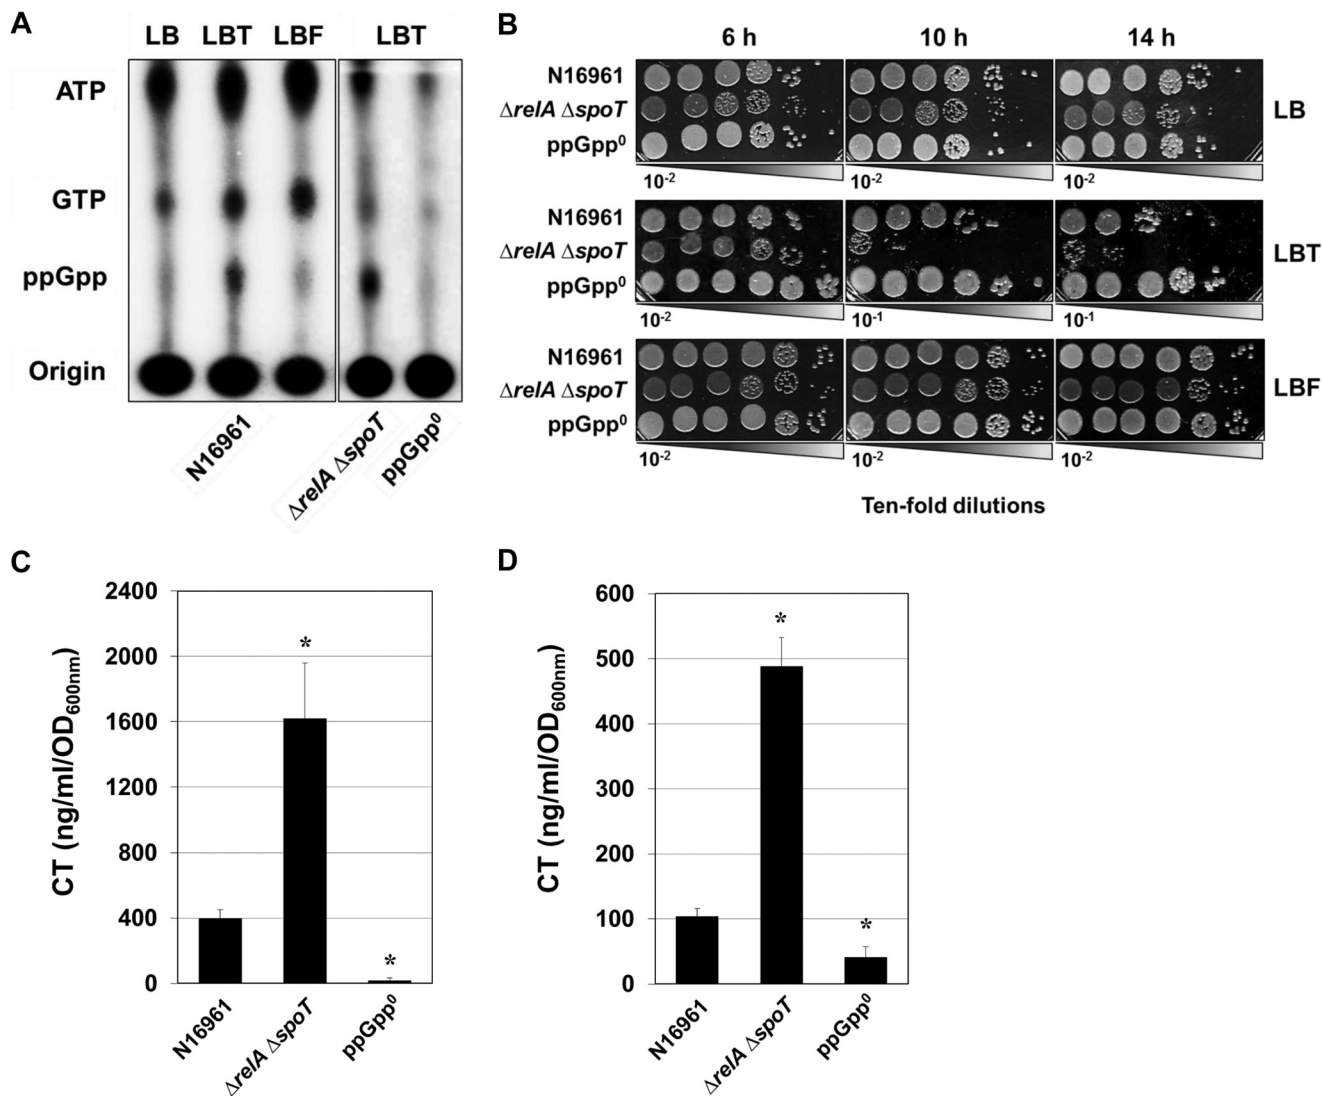 A
LB LBT LBF LBT
ATP
GTP
ppGpp
Origin
N16961
ΔrelA ΔspoT
ppGpp⁰
B
6 h 10 h 14 h
N16961
ΔrelA ΔspoT
ppGpp⁰
LB
10⁻² 10⁻² 10⁻²
N16961
ΔrelA ΔspoT
ppGpp⁰
LBT
10⁻² 10⁻¹ 10⁻¹
N16961
ΔrelA ΔspoT
ppGpp⁰
LBF
10⁻² 10⁻² 10⁻²
Ten-fold dilutions
C
CT (ng/ml/OD₆₀₀ₙₘ)
2400
2000
1600
1200
800
400
0
*
*
N16961
ΔrelA ΔspoT
ppGpp⁰
D
CT (ng/ml/OD₆₀₀ₙₘ)
600
500
400
300
200
100
0
*
*
N16961
ΔrelA ΔspoT
ppGpp⁰